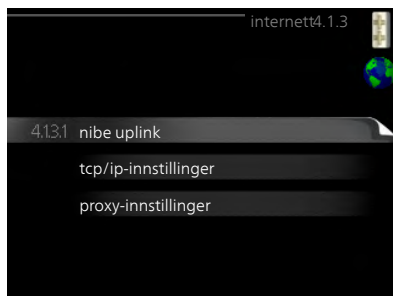 internett4.1.3
4.1.3.1 nibe uplink
tcp/ip-innstillinger
proxy-innstillinger